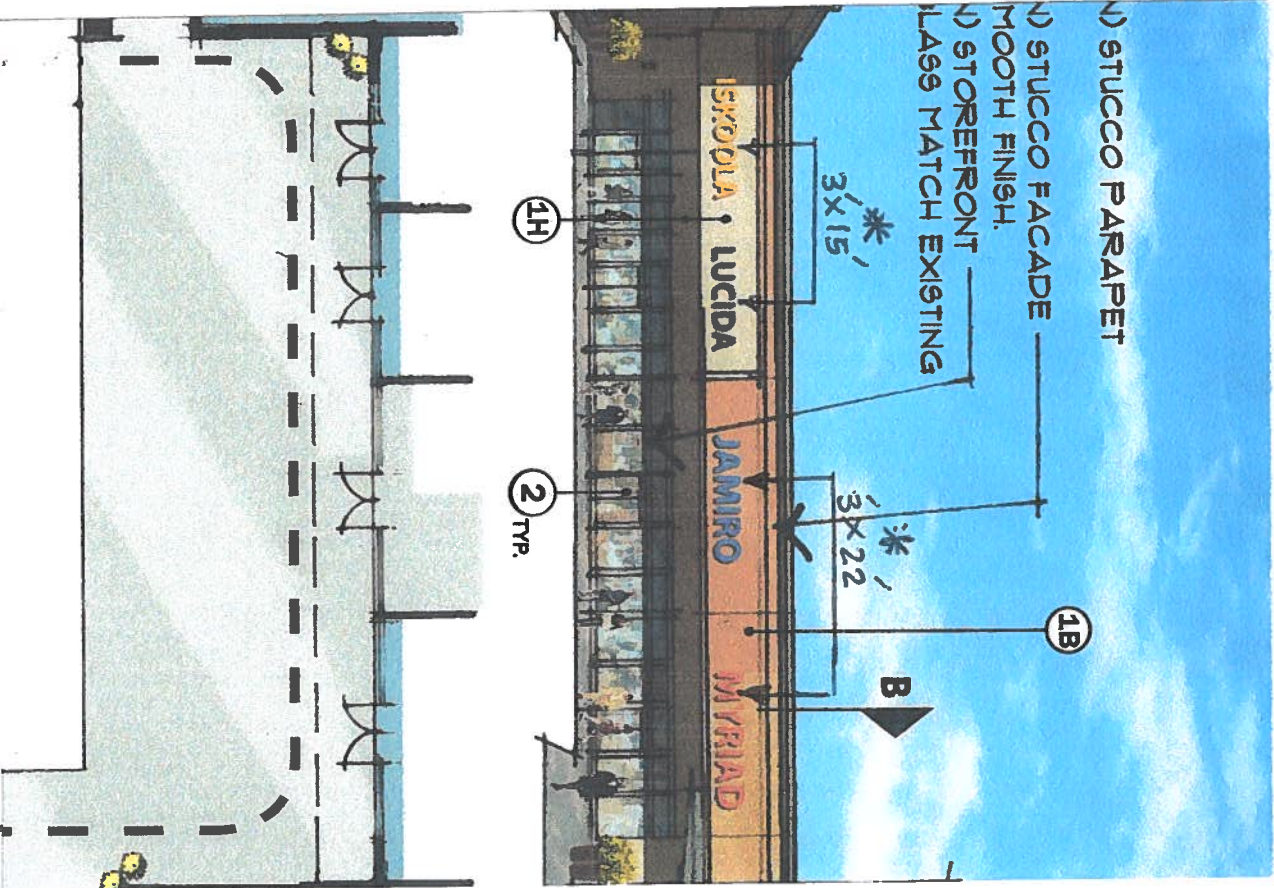 N) STUCCO PARAPET
N) STUCCO FACADE
MOOTH FINISH.
N) STOREFRONT
LASS MATCH EXISTING
3'x15'
*
3'x22'
*
1B
B
ISKOOLA LUCIDA JAMIRO MYRIAD
1H
2 TYP.